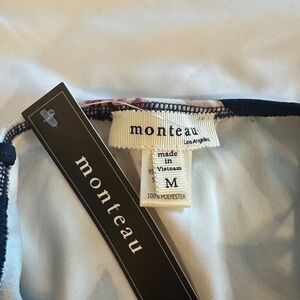 monteau
Los Angeles
made in
Vietnam
M
100% POLYESTER
monteau